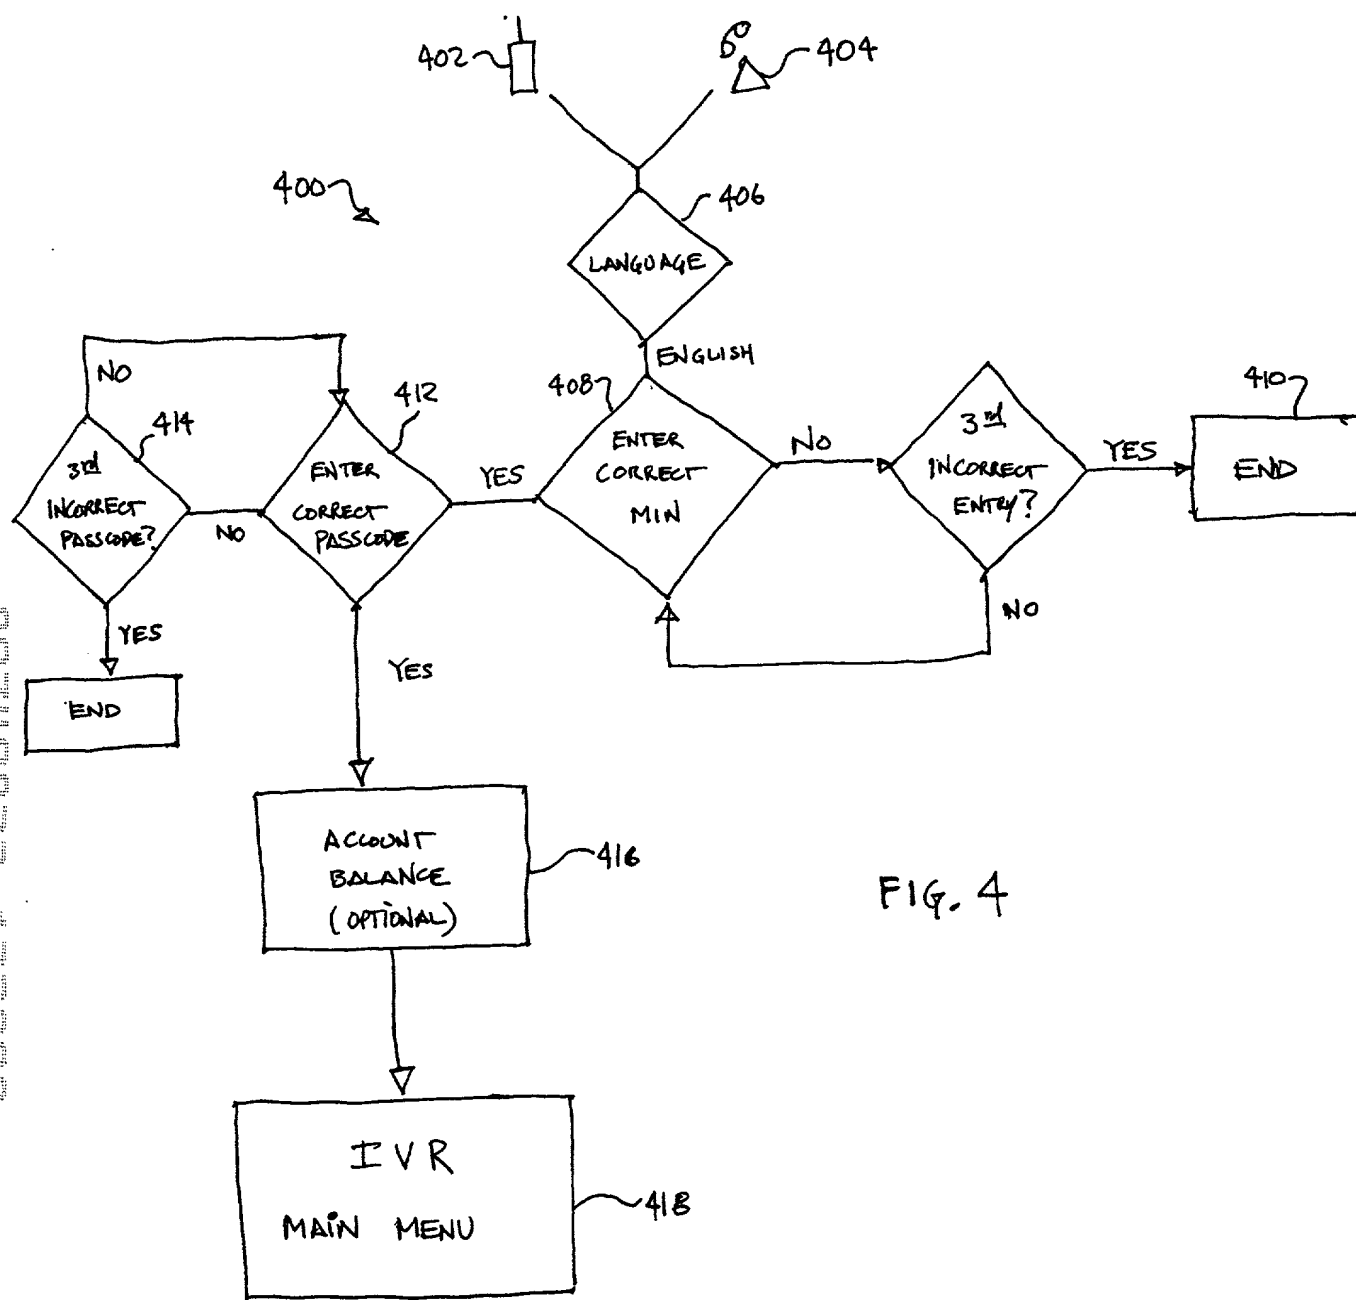 402
404
400
406
LANGUAGE
ENGLISH
408
NO
412
414
3rd
INCORRECT
PASSCODE?
NO
ENTER
CORRECT
PASSCODE
YES
ENTER
CORRECT
MIN
NO
3rd
INCORRECT
ENTRY?
YES
410
END
NO
YES
END
YES
ACCOUNT
BALANCE
(OPTIONAL)
416
FIG. 4
IVR
MAIN MENU
418